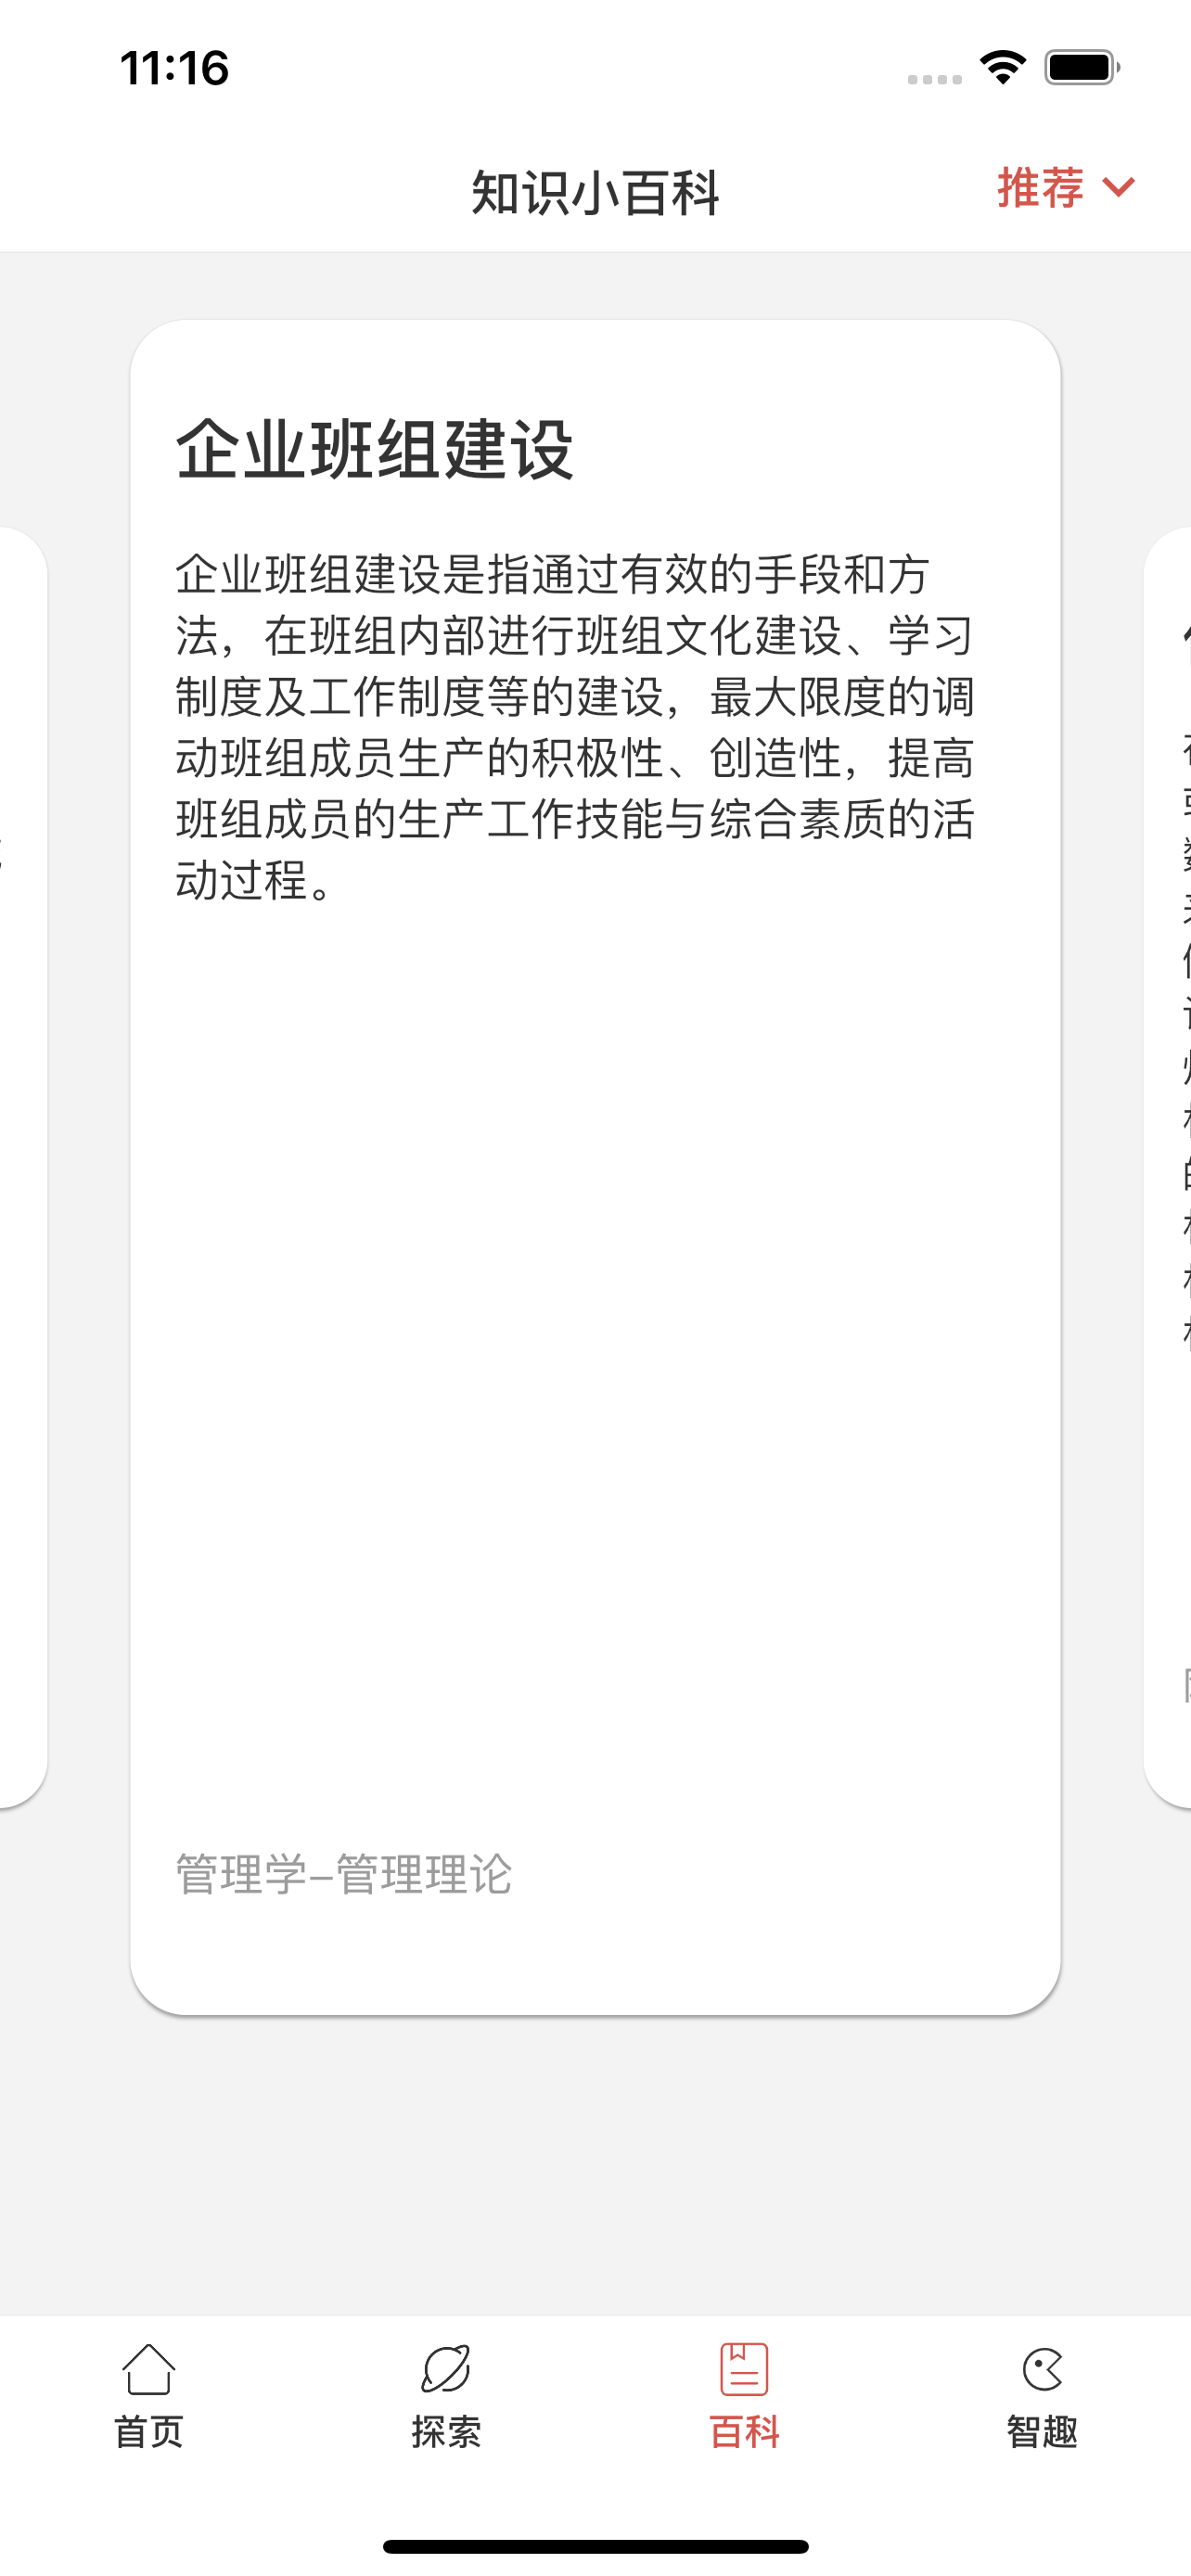 11:16
知识小百科
推荐
企业班组建设
企业班组建设是指通过有效的手段和方
法，在班组内部进行班组文化建设、学习
制度及工作制度等的建设，最大限度的调
动班组成员生产的积极性、创造性，提高
班组成员的生产工作技能与综合素质的活
动过程。
管理学-管理理论
首页
探索
百科
智趣